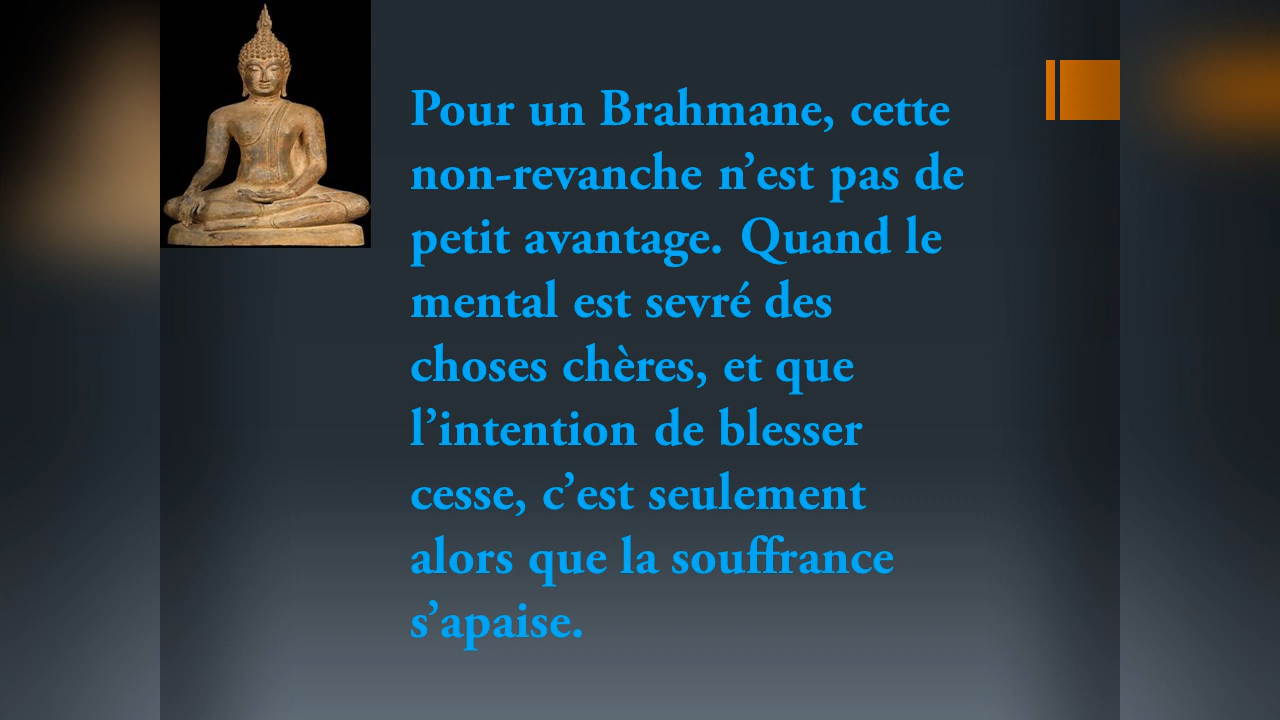 Pour un Brahmane, cette
non-revanche n’est pas de
petit avantage. Quand le
mental est sevré des
choses chères, et que
l’intention de blesser
cesse, c’est seulement
alors que la souffrance
s’apaise.